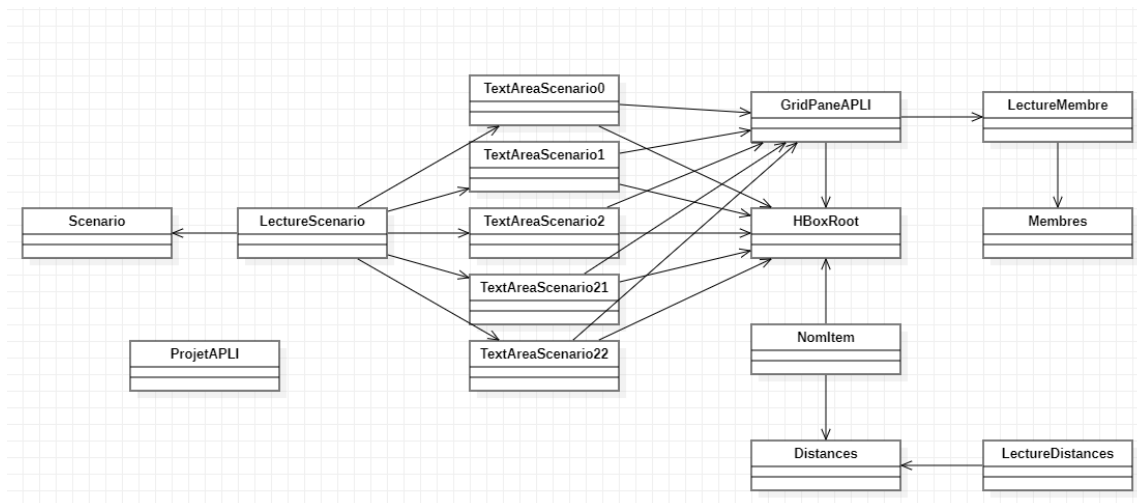 TextAreaScenario0
GridPaneAPLI
LectureMembre
TextAreaScenario1
Scenario
LectureScenario
TextAreaScenario2
HBoxRoot
Membres
TextAreaScenario21
ProjetAPLI
TextAreaScenario22
NomItem
Distances
LectureDistances